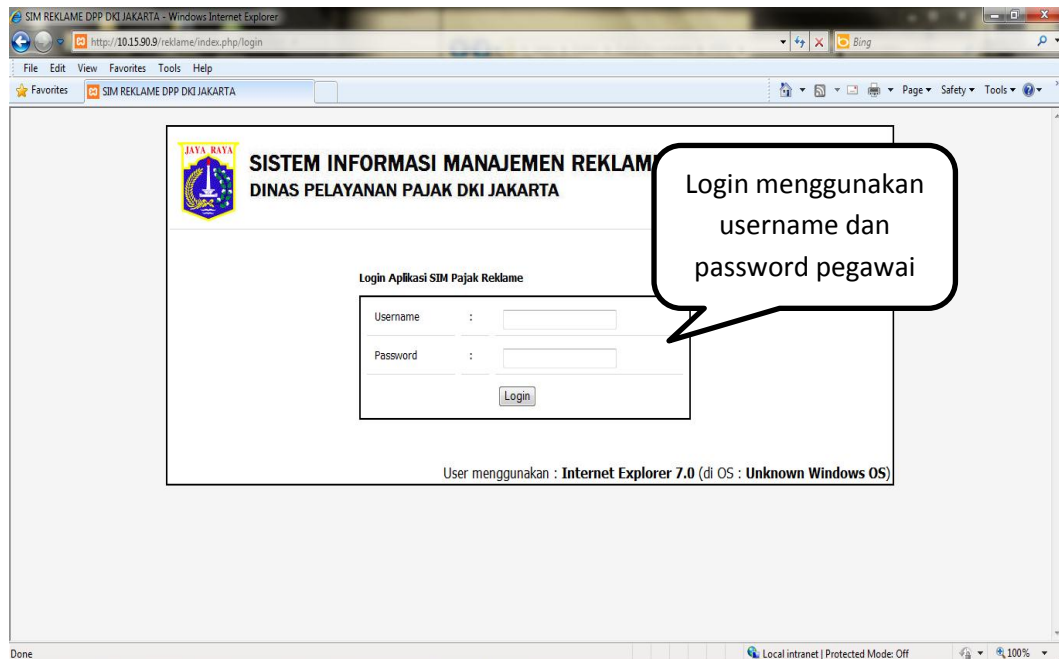 SIM REKLAME DPP DKI JAKARTA - Windows Internet Explorer
http://10.15.90.9/reklame/index.php/login
Bing
File Edit View Favorites Tools Help
Favorites SIM REKLAME DPP DKI JAKARTA Page Safety Tools
JAYA RAYA
SISTEM INFORMASI MANAJEMEN REKLAM
DINAS PELAYANAN PAJAK DKI JAKARTA
Login menggunakan
username dan
password pegawai
Login Aplikasi SIM Pajak Reklame
Username :
Password :
Login
User menggunakan : Internet Explorer 7.0 (di OS : Unknown Windows OS)
Done Local intranet | Protected Mode: Off 100%